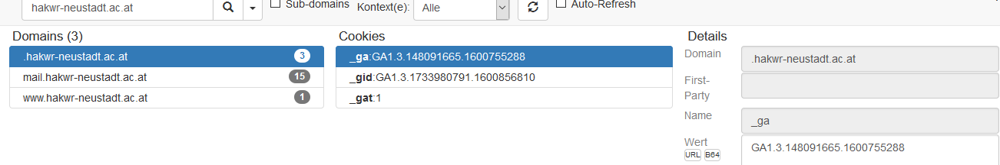 hakwr-neustadt.ac.at Sub-domains Kontext(e): Alle Auto-Refresh
Domains (3)
.hakwr-neustadt.ac.at 3
mail.hakwr-neustadt.ac.at 15
www.hakwr-neustadt.ac.at 1
Cookies
_ga:GA1.3.148091665.1600755288
_gid:GA1.3.1733980791.1600856810
_gat:1
Details
Domain .hakwr-neustadt.ac.at
First-
Party
Name _ga
Wert GA1.3.148091665.1600755288
URL B64